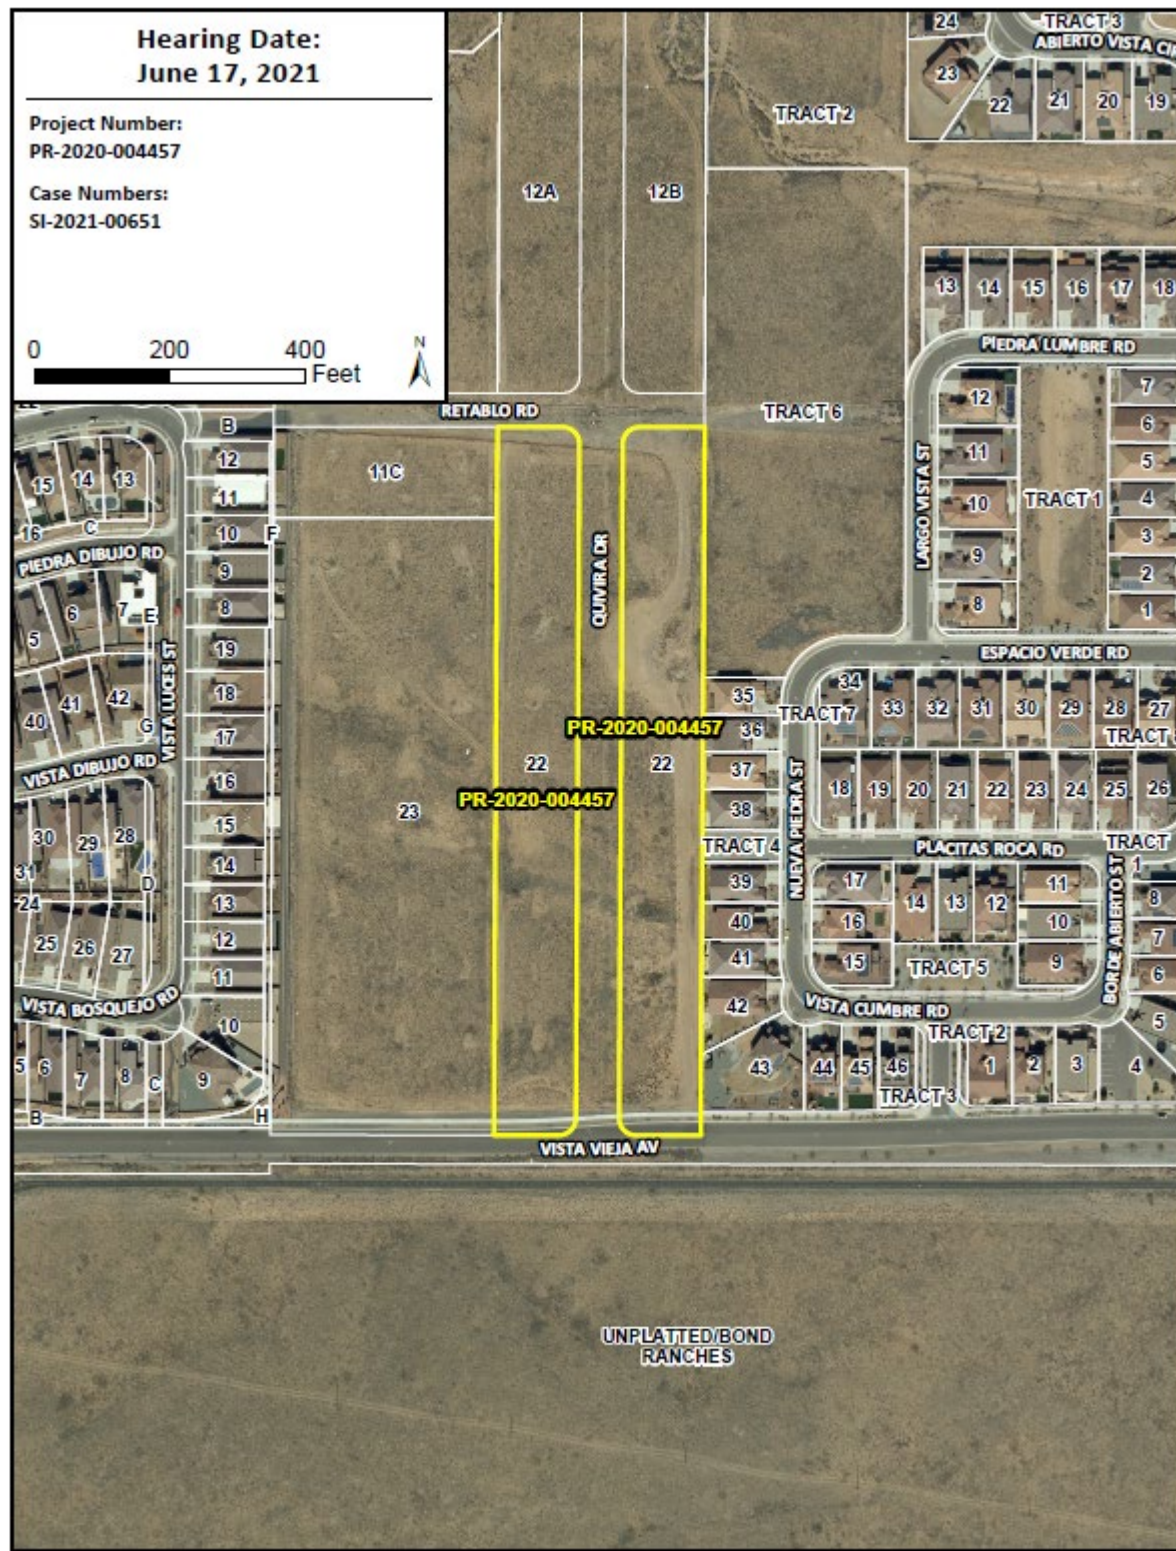 Hearing Date:
June 17, 2021
Project Number:
PR-2020-004457
Case Numbers:
SI-2021-00651
0 200 400
Feet
N
24
TRACT 3
ABIERTO VISTA CIR
23
22 21 20 19
TRACT 2
12A 12B
13 14 15 16 17 18
PIEDRA LUMBRE RD
RETABLO RD
TRACT 6
B
12
11
10
9
8
19
18
17
16
15
14
13
12
11
10
11C
F
15 14 13
C
16
PIEDRA DIBUJO RD
7
6
5
E
VISTA LUCES ST
42
41
40
G
VISTA DIBUJO RD
30 29 28
31
D
24
25 26 27
VISTA BOSQUEJO RD
5 6 7 8 C 9
B
H
QUIVIRA DR
22
22
23
PR-2020-004457
PR-2020-004457
LARGO VISTA ST
12
11
10
9
8
TRACT 1
7
6
5
4
3
2
1
ESPACIO VERDE RD
35
36
37
38
TRACT 4
39
40
41
42
43
TRACT 7
34 33 32 31 30 29 28 27
NUEVA PIEDRA ST
18 19 20 21 22 23 24 25 26
PLACITAS ROCA RD
TRACT
1
17
16
15
14 13 12
11
10
9
TRACT 5
BORDE ABIERTO ST
8
7
6
5
VISTA CUMBRE RD
TRACT 2
44 45 46
TRACT 3
1 2 3 4
VISTA VIEJA AV
UNPLATTED/BOND
RANCHES